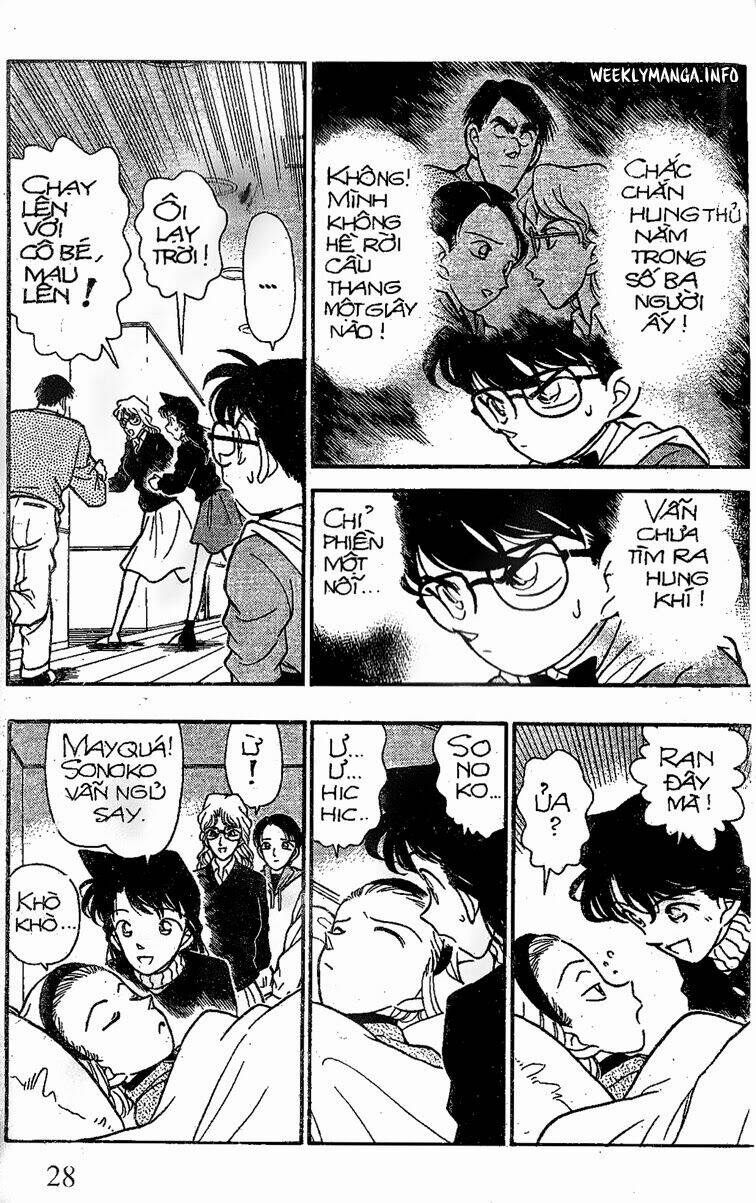 WEEKLYMANGA.INFO
CHẠY
LÊN
VỚI
CÔ BÉ,
MAU
LÊN!
ÔI
LẠY
TRỜI!
...
KHÔNG!
MÌNH
KHÔNG
HỀ RỜI
CẦU
THANG
MỘT GIÂY
NÀO!
CHẮC
CHẮN
HUNG THỦ
NẰM
TRONG
SỐ BA
NGƯỜI
ẤY!
CHỈ
PHIỀN
MỘT
NỖI...
VẪN
CHƯA
TÌM RA
HUNG
KHÍ!
MAY QUÁ!
SONOKO
VẪN NGỦ
SAY.
Ừ!
KHÒ
KHÒ...
Ư...
Ư...
HIC
HIC..
SO
NO
KO...
ỦA
?
RAN
ĐÂY
MÀ!
28